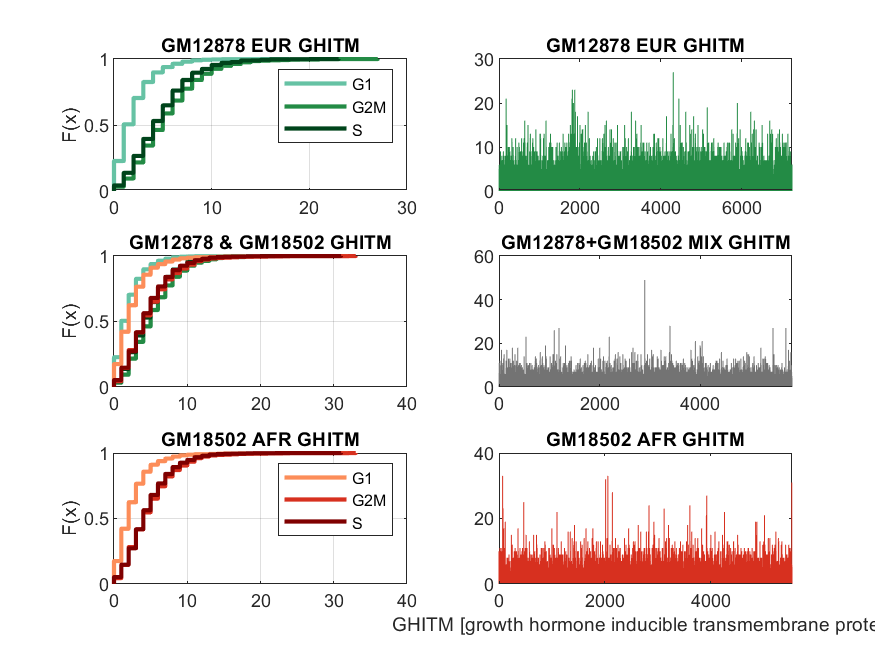 GM12878 EUR GHITM
F(x)
1
0.5
0
0 10 20 30
G1
G2M
S
GM12878 EUR GHITM
30
20
10
0
0 2000 4000 6000
GM12878 & GM18502 GHITM
F(x)
1
0.5
0
0 10 20 30 40
GM12878+GM18502 MIX GHITM
60
40
20
0
0 2000 4000
GM18502 AFR GHITM
F(x)
1
0.5
0
0 10 20 30 40
G1
G2M
S
GM18502 AFR GHITM
40
20
0
0 2000 4000
GHITM [growth hormone inducible transmembrane prote